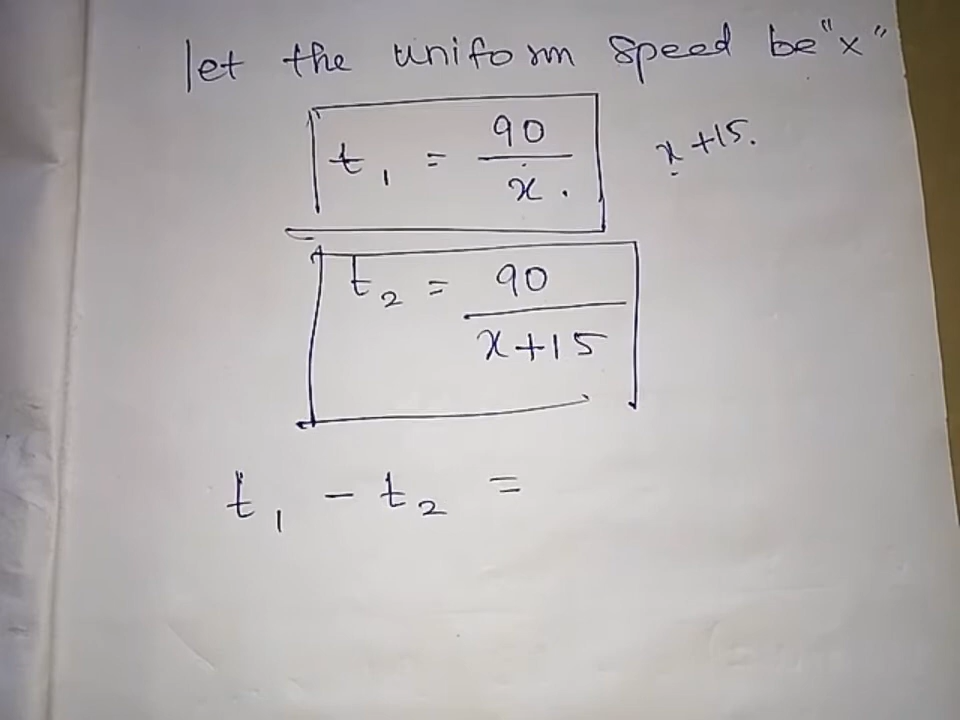 let the uniform speed be "x"
t₁ = 90/x.
x+15.
t₂ = 90/x+15
t₁ - t₂ =